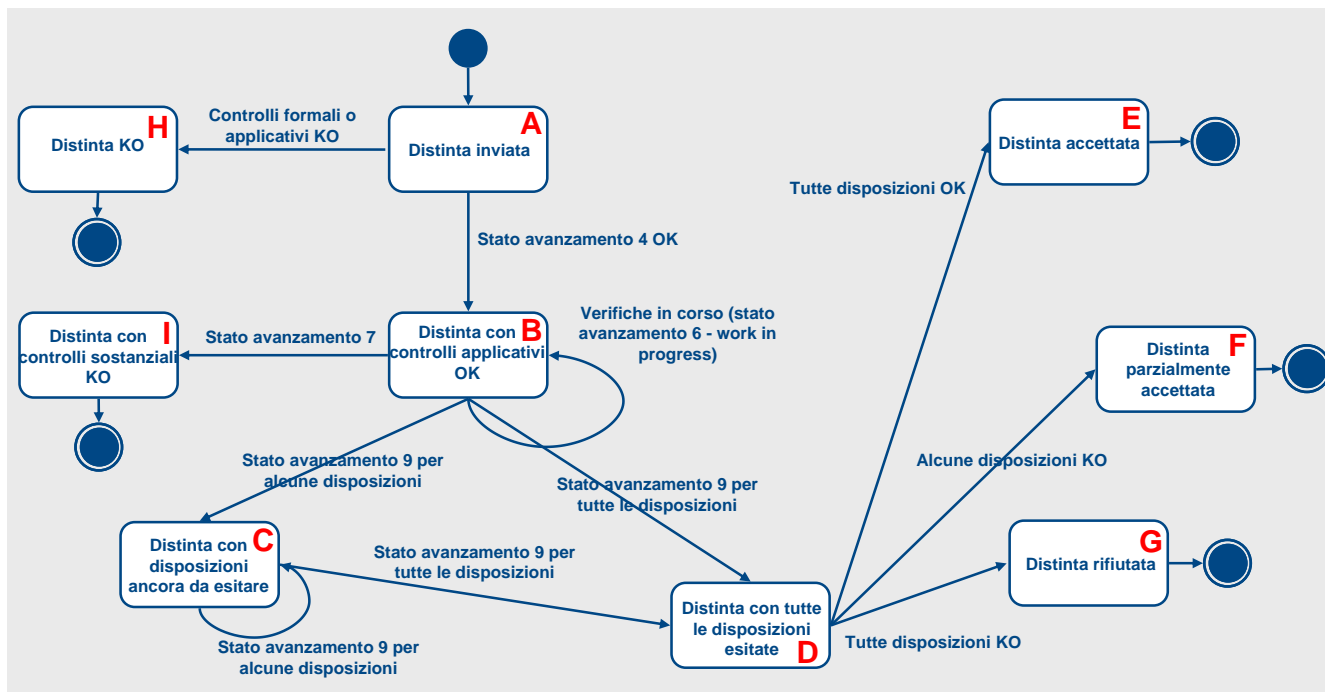 Controlli formali o
applicativi KO
H
Distinta KO
A
Distinta inviata
E
Distinta accettata
Tutte disposizioni OK
Stato avanzamento 4 OK
I
Distinta con
controlli sostanziali
KO
Stato avanzamento 7
B
Distinta con
controlli applicativi
OK
Verifiche in corso (stato
avanzamento 6 - work in
progress)
F
Distinta
parzialmente
accettata
Stato avanzamento 9 per
alcune disposizioni
Stato avanzamento 9 per
tutte le disposizioni
Alcune disposizioni KO
C
Distinta con
disposizioni
ancora da esitare
Stato avanzamento 9 per
tutte le disposizioni
G
Distinta rifiutata
Distinta con tutte
le disposizioni
esitate
D
Tutte disposizioni KO
Stato avanzamento 9 per
alcune disposizioni